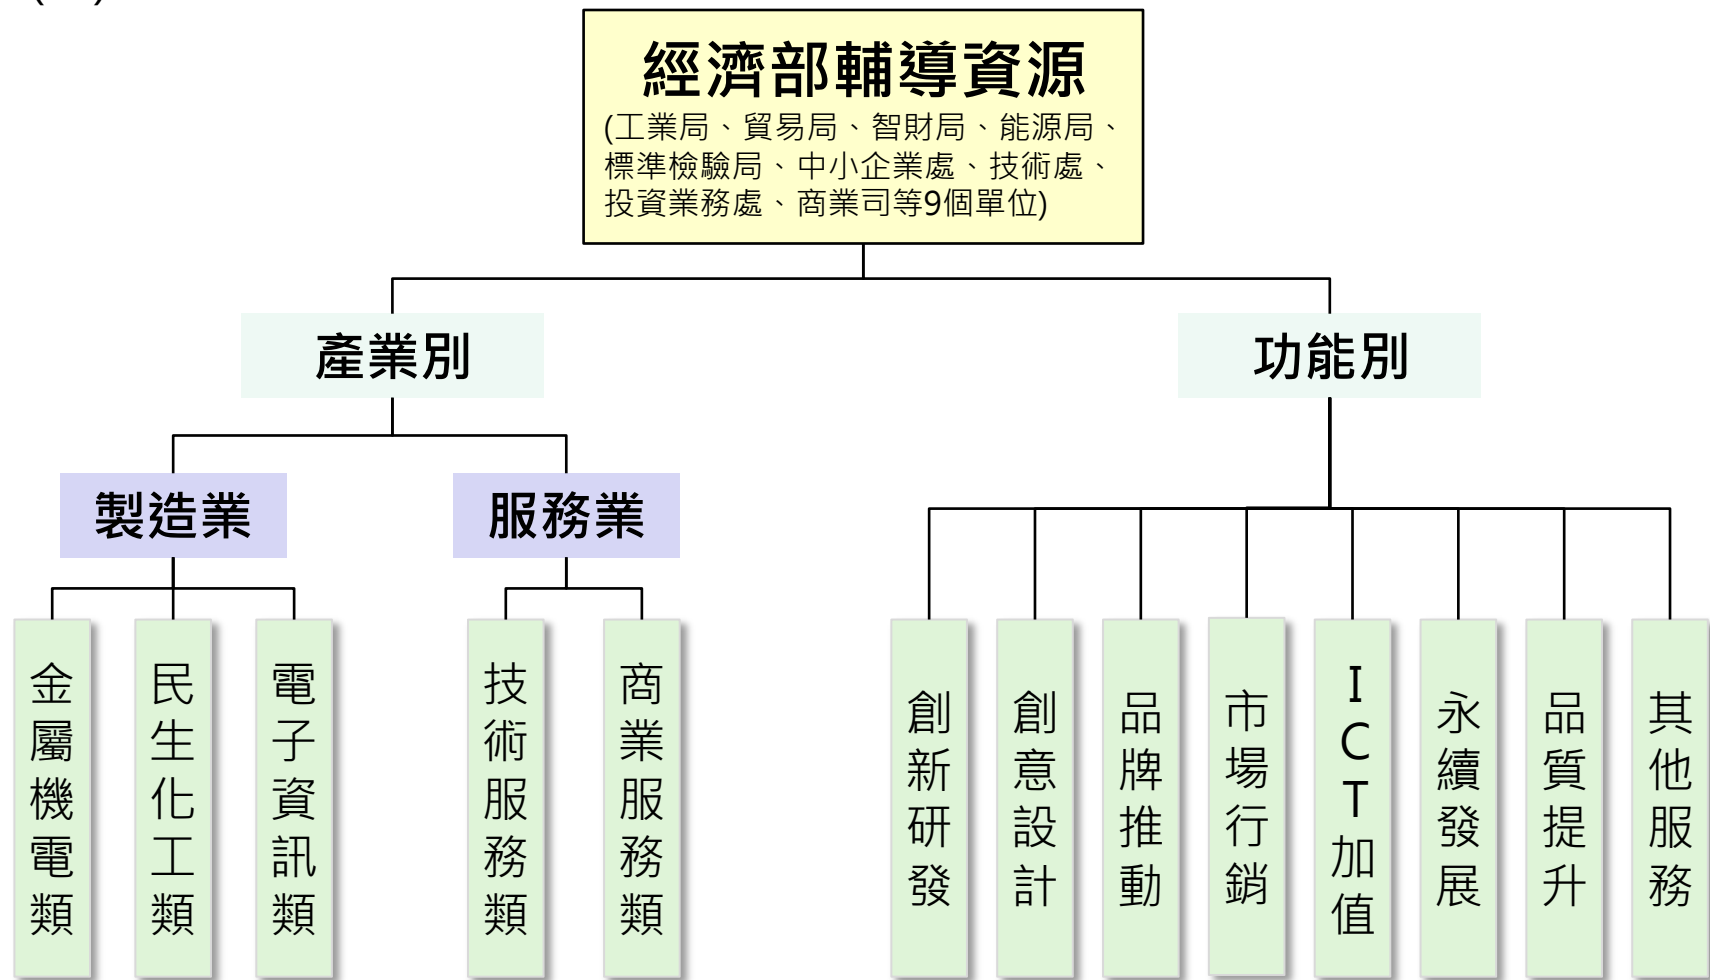 經濟部輔導資源
(工業局、貿易局、智財局、能源局、
標準檢驗局、中小企業處、技術處、
投資業務處、商業司等9個單位)
產業別
功能別
製造業
服務業
金屬機電類
民生化工類
電子資訊類
技術服務類
商業服務類
創新研發
創意設計
品牌推動
市場行銷
ICT加值
永續發展
品質提升
其他服務